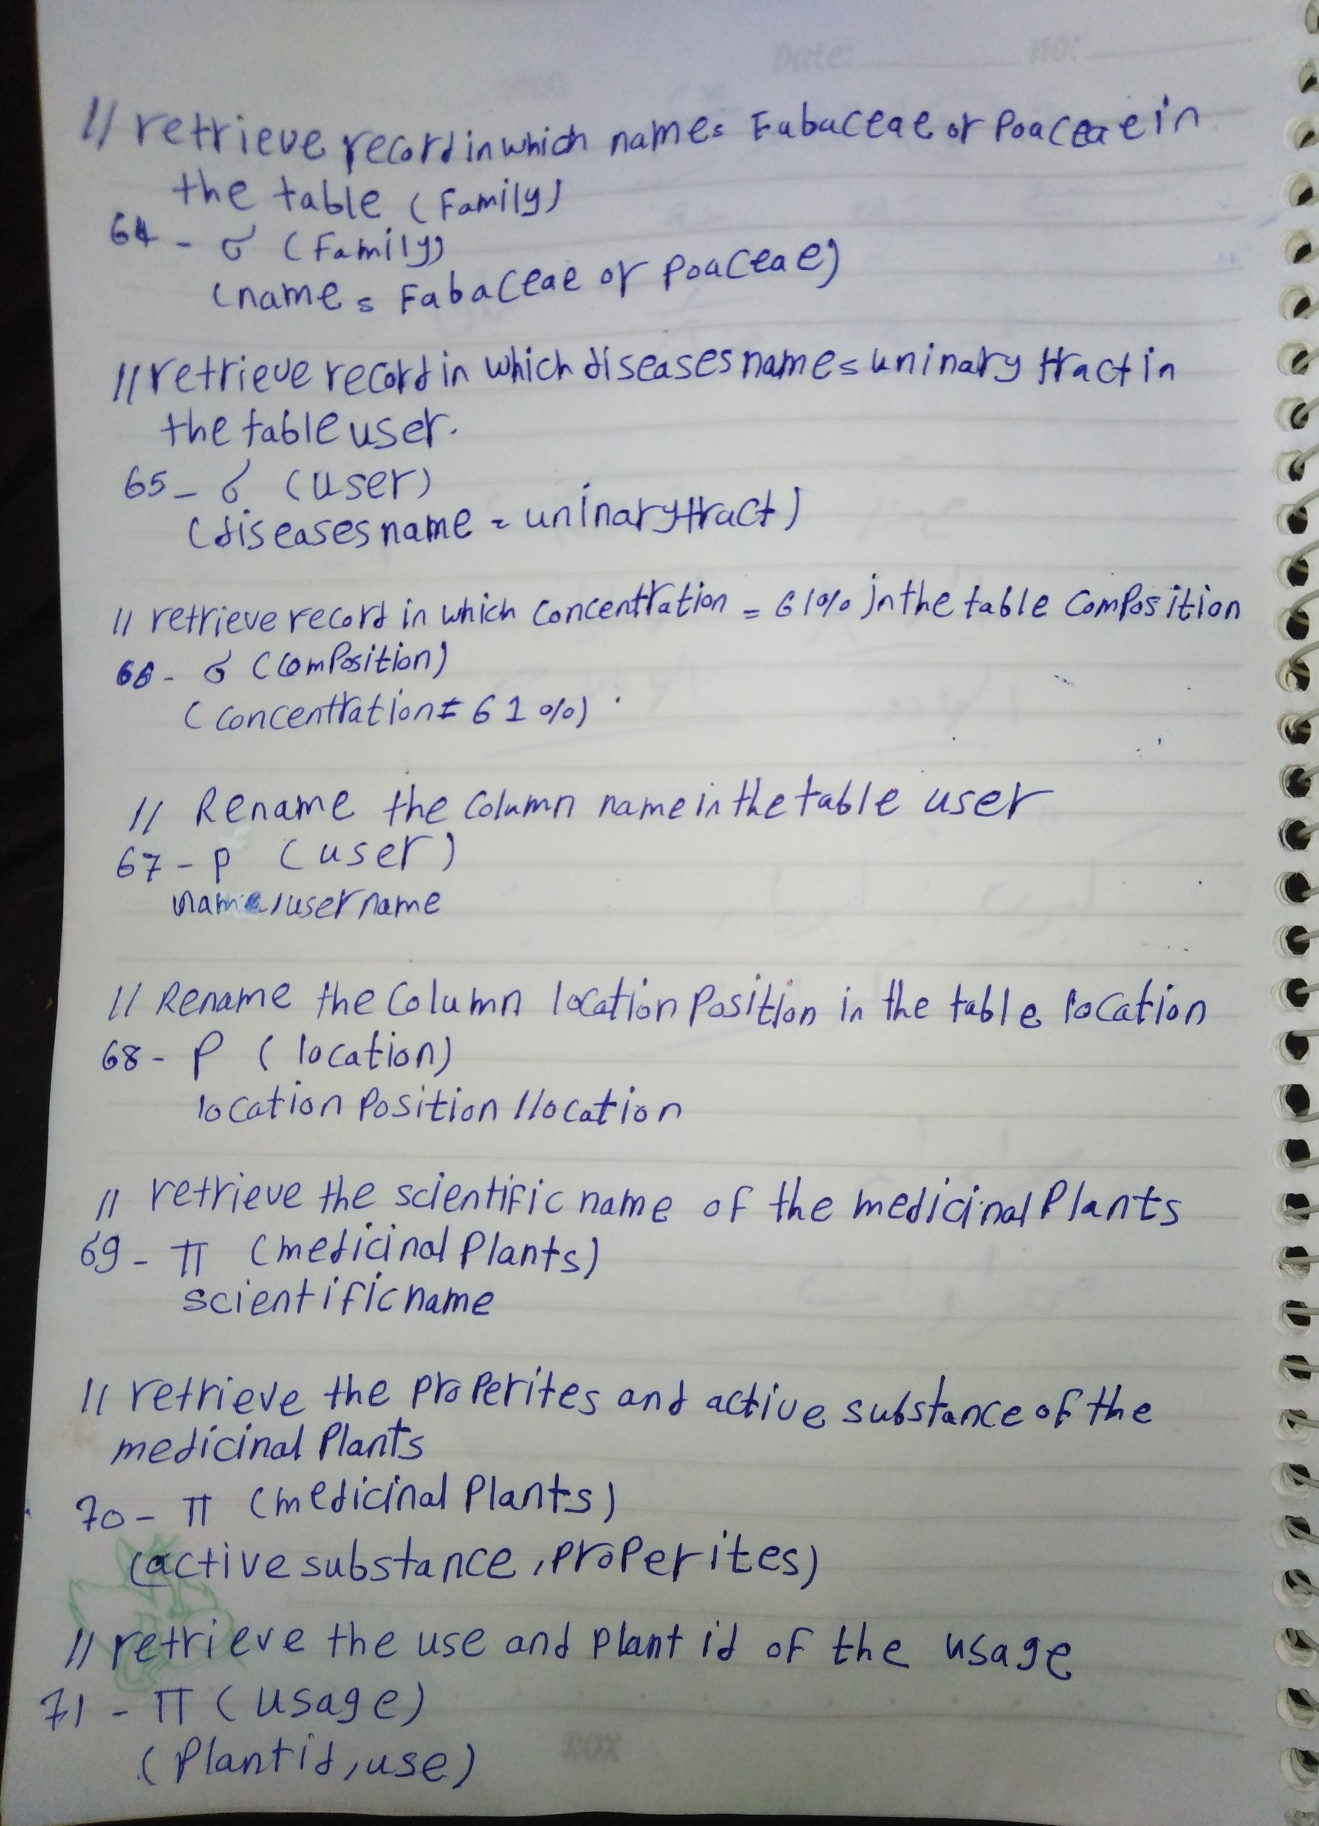 Date: no:
// retrieve record in which name = Fabaceae or Poaceae in
the table (Family)
64 - σ (Family)
(name = Fabaceae or Poaceae)
// retrieve record in which diseases name = uninary tract in
the table user.
65 - σ (user)
(diseases name = uninary tract)
// retrieve record in which concentration = 61% in the table composition
66 - σ (composition)
(concentration = 61%)
// Rename the column name in the table user
67 - ρ (user)
name/user name
// Rename the column location position in the table location
68 - ρ (location)
location position/location
// retrieve the scientific name of the medicinal plants
69 - π (medicinal plants)
scientific name
// retrieve the properites and active substance of the
medicinal plants
70 - π (medicinal plants)
(active substance, properites)
// retrieve the use and plant id of the usage
71 - π (usage)
(Plant id, use)
ROX